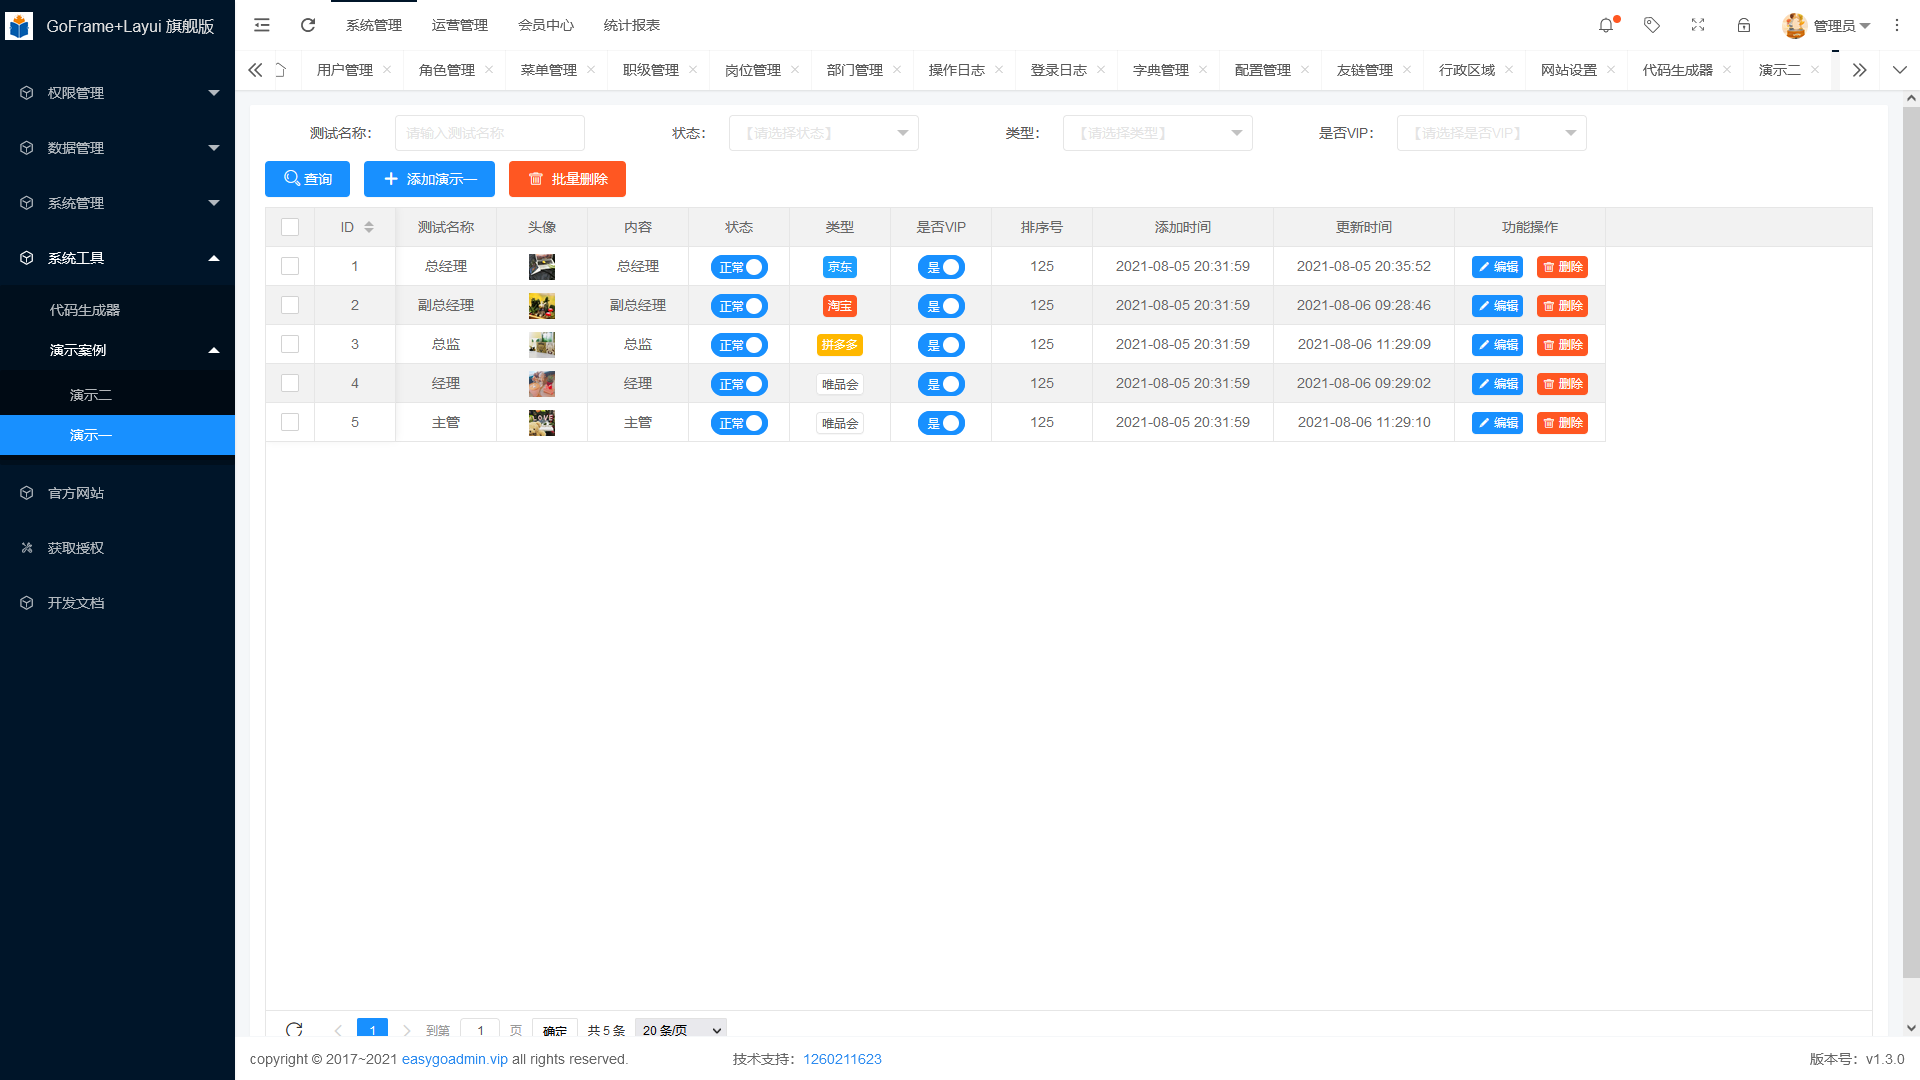 GoFrame+Layui 旗舰版
系统管理 运营管理 会员中心 统计报表
管理员
用户管理 角色管理 菜单管理 职级管理 岗位管理 部门管理 操作日志 登录日志 字典管理 配置管理 友链管理 行政区域 网站设置 代码生成器 演示二
权限管理
数据管理
系统管理
系统工具
代码生成器
演示案例
演示二
演示一
官方网站
获取授权
开发文档
测试名称： 请输入测试名称 状态： 【请选择状态】 类型： 【请选择类型】 是否VIP： 【请选择是否VIP】
查询 添加演示一 批量删除
ID 测试名称 头像 内容 状态 类型 是否VIP 排序号 添加时间 更新时间 功能操作
1 总经理 总经理 正常 京东 是 125 2021-08-05 20:31:59 2021-08-05 20:35:52 编辑 删除
2 副总经理 副总经理 正常 淘宝 是 125 2021-08-05 20:31:59 2021-08-06 09:28:46 编辑 删除
3 总监 总监 正常 拼多多 是 125 2021-08-05 20:31:59 2021-08-06 11:29:09 编辑 删除
4 经理 经理 正常 唯品会 是 125 2021-08-05 20:31:59 2021-08-06 09:29:02 编辑 删除
5 主管 主管 正常 唯品会 是 125 2021-08-05 20:31:59 2021-08-06 11:29:10 编辑 删除
1 到第 1 页 确定 共 5 条 20 条/页
copyright © 2017~2021 easygoadmin.vip all rights reserved. 技术支持：1260211623 版本号：v1.3.0